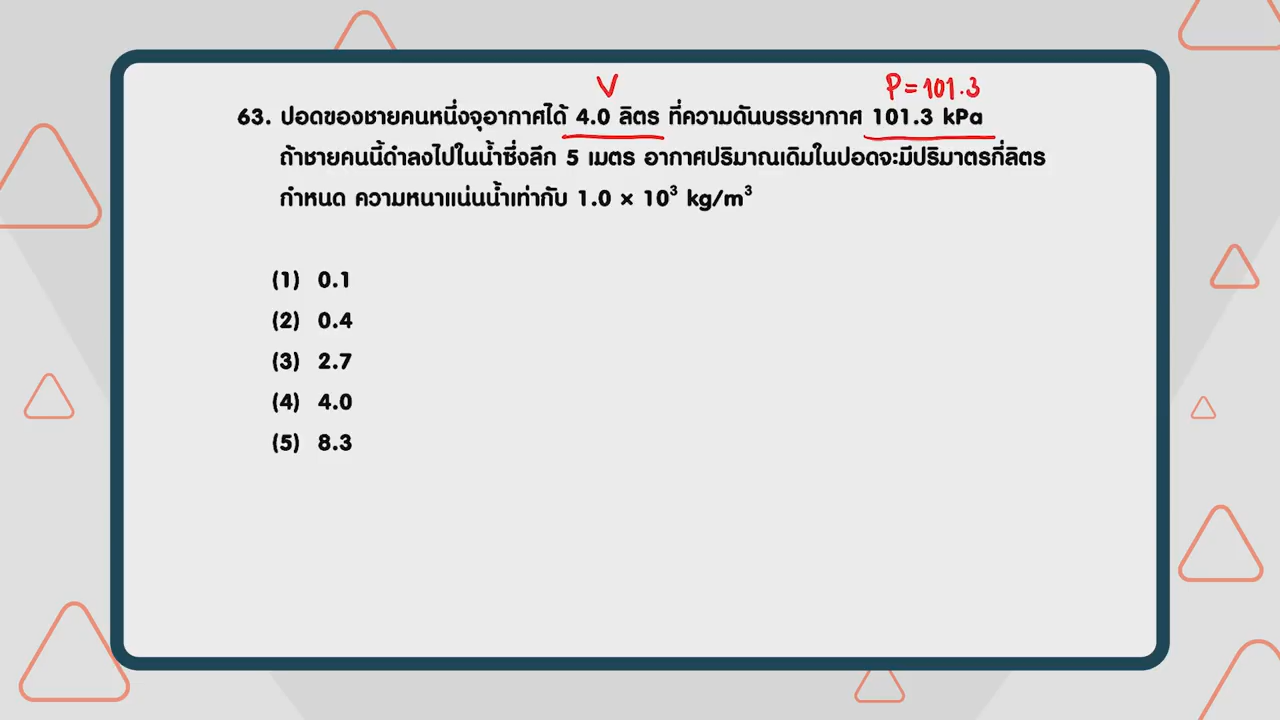 V P=101.3
63. ปอดของชายคนหนึ่งจุอากาศได้ 4.0 ลิตร ที่ความดันบรรยากาศ 101.3 kPa
ถ้าชายคนนี้ดำลงไปในน้ำซึ่งลึก 5 เมตร อากาศปริมาณเดิมในปอดจะมีปริมาตรกี่ลิตร
กำหนด ความหนาแน่นน้ำเท่ากับ 1.0 × 10³ kg/m³
(1) 0.1
(2) 0.4
(3) 2.7
(4) 4.0
(5) 8.3